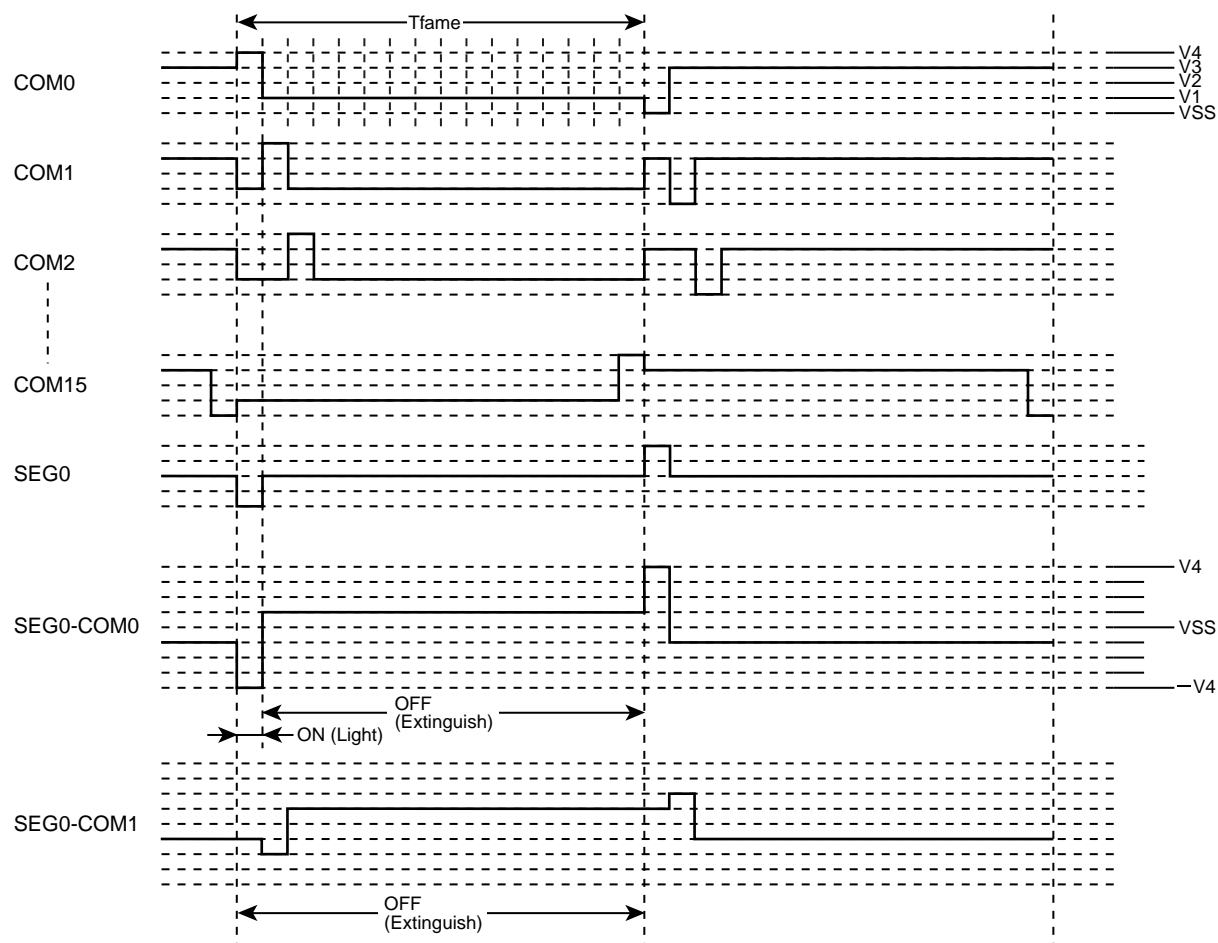 Tfame
COM0
V4
V3
V2
V1
VSS
COM1
COM2
COM15
SEG0
SEG0-COM0
V4
VSS
−V4
OFF
(Extinguish)
ON (Light)
SEG0-COM1
OFF
(Extinguish)